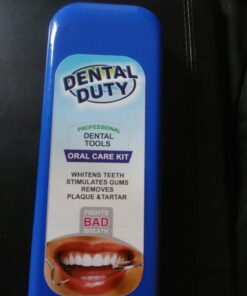 DENTAL
DUTY
PROFESSIONAL
DENTAL
TOOLS
ORAL CARE KIT
WHITENS TEETH
STIMULATES GUMS
REMOVES
PLAQUE &TARTAR
FIGHTS
BAD
BREATH